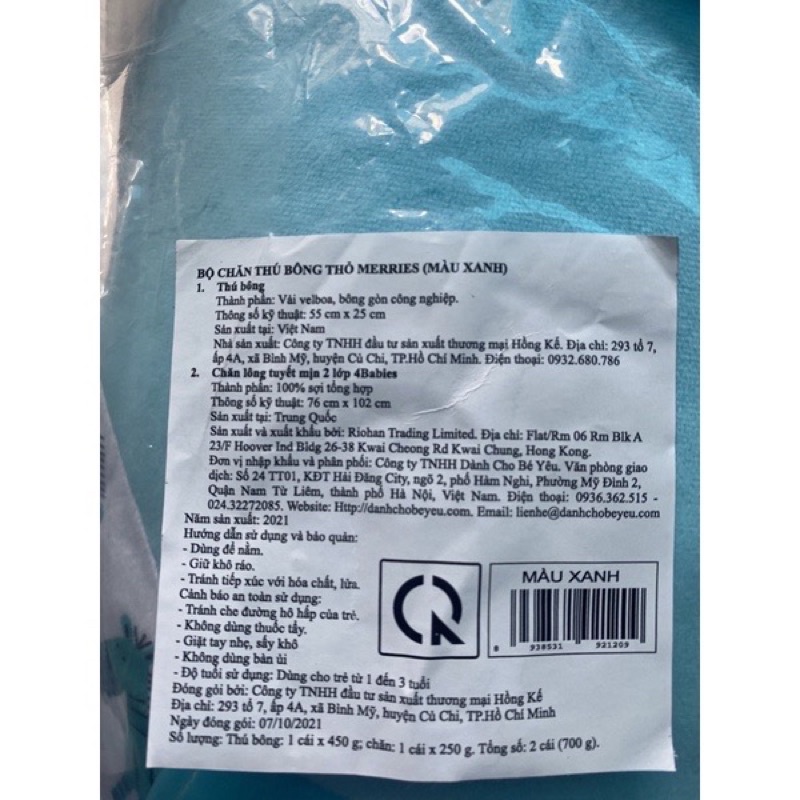 BỘ CHĂN THÚ BÔNG THỎ MERRIES (MÀU XANH)
1. Thú bông
Thành phần: Vải velboa, bông gòn công nghiệp.
Thông số kỹ thuật: 55 cm x 25 cm
Sản xuất tại: Việt Nam
Nhà sản xuất: Công ty TNHH đầu tư sản xuất thương mại Hồng Kế. Địa chỉ: 293 tổ 7,
ấp 4A, xã Bình Mỹ, huyện Củ Chi, TP.Hồ Chí Minh. Điện thoại: 0932.680.786
2. Chăn lông tuyết mịn 2 lớp 4Babies
Thành phần: 100% sợi tổng hợp
Thông số kỹ thuật: 76 cm x 102 cm
Sản xuất tại: Trung Quốc
Sản xuất và xuất khẩu bởi: Riohan Trading Limited. Địa chỉ: Flat/Rm 06 Rm Blk A
23/F Hoover Ind Bldg 26-38 Kwai Cheong Rd Kwai Chung, Hong Kong.
Đơn vị nhập khẩu và phân phối: Công ty TNHH Dành Cho Bé Yêu. Văn phòng giao
dịch: Số 24 TT01, KĐT Hải Đăng City, ngõ 2, phố Hàm Nghi, Phường Mỹ Đình 2,
Quận Nam Từ Liêm, thành phố Hà Nội, Việt Nam. Điện thoại: 0936.362.515 -
024.32272085. Website: Http://danhchobeyeu.com. Email: lienhe@danhchobeyeu.com
Năm sản xuất: 2021
Hướng dẫn sử dụng và bảo quản:
- Dùng để nằm.
- Giữ khô ráo.
- Tránh tiếp xúc với hóa chất, lửa.
Cảnh báo an toàn sử dụng:
- Tránh che đường hô hấp của trẻ.
- Không dùng thuốc tẩy.
- Giặt tay nhẹ, sấy khô
- Không dùng bàn ủi
- Độ tuổi sử dụng: Dùng cho trẻ từ 1 đến 3 tuổi
Đóng gói bởi: Công ty TNHH đầu tư sản xuất thương mại Hồng Kế
Địa chỉ: 293 tổ 7, ấp 4A, xã Bình Mỹ, huyện Củ Chi, TP.Hồ Chí Minh
Ngày đóng gói: 07/10/2021
Số lượng: Thú bông: 1 cái x 450 g; chăn: 1 cái x 250 g. Tổng số: 2 cái (700 g).
CR
MÀU XANH
8 938531 921209